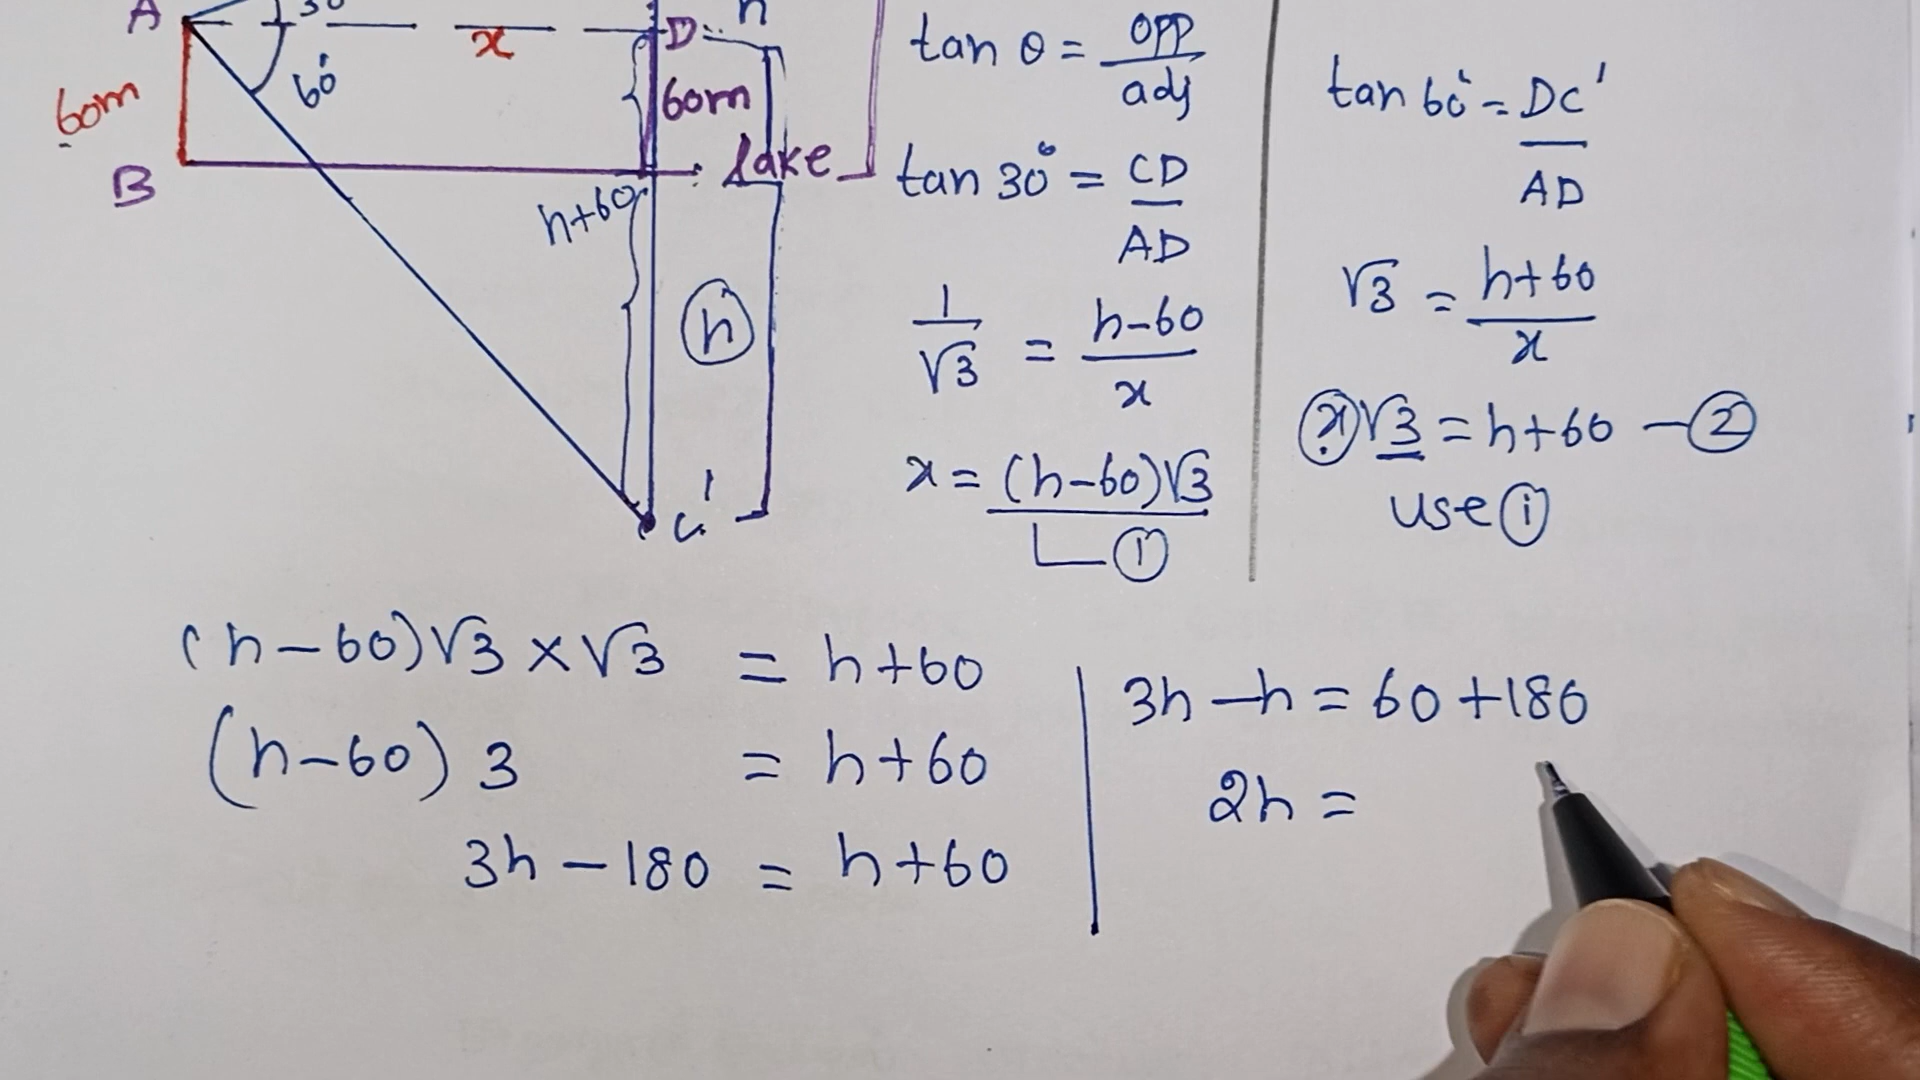 A
x
D
h
60°
60m
60m
B
lake
h+60
h
C'
tan θ = opp/adj
tan 30° = CD/AD
1/√3 = h-60/x
x = (h-60)√3
①
tan 60° = DC'/AD
√3 = h+60/x
x√3 = h+60 — ②
use ①
(h-60)√3 × √3 = h+60
(h-60) 3 = h+60
3h - 180 = h+60
3h - h = 60 + 180
2h =